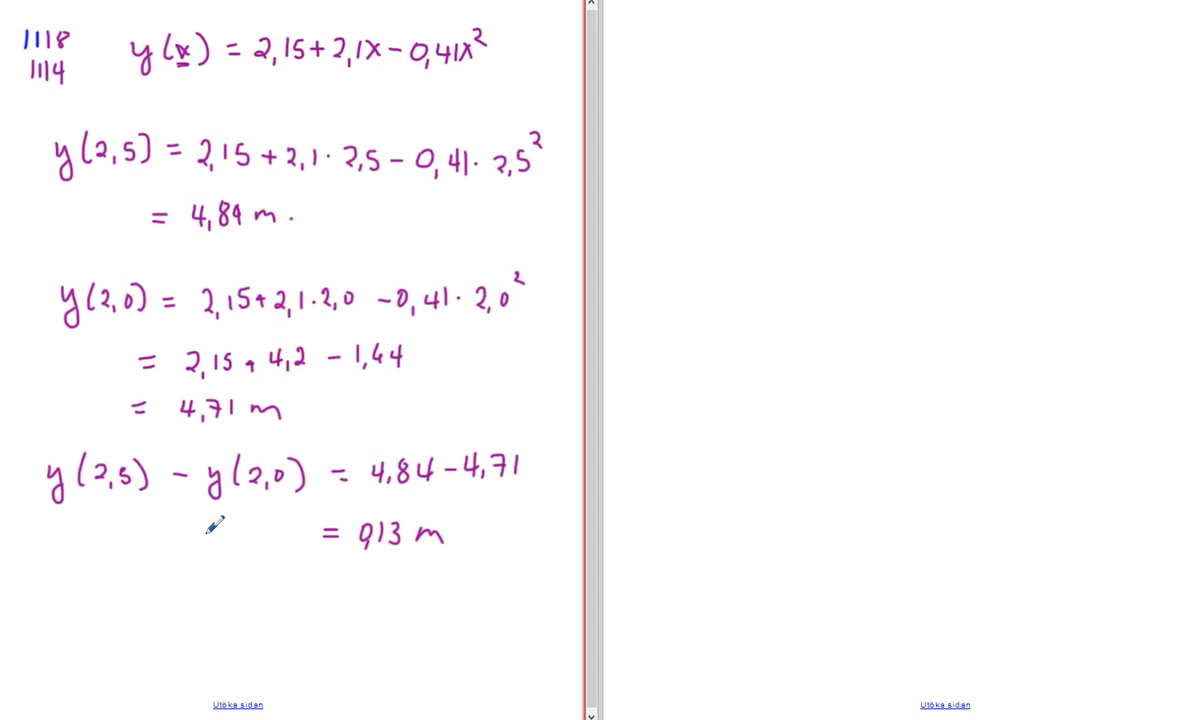 1118
1114
y(x) = 2,15+2,1x-0,41x²
y(2,5) = 2,15+2,1·2,5-0,41·2,5²
= 4,84 m.
y(2,0) = 2,15+2,1·2,0 -0,41·2,0²
= 2,15+4,2-1,64
= 4,71 m
y(2,5) - y(2,0) = 4,84-4,71
= 0,13 m
Utöka sidan
Utöka sidan